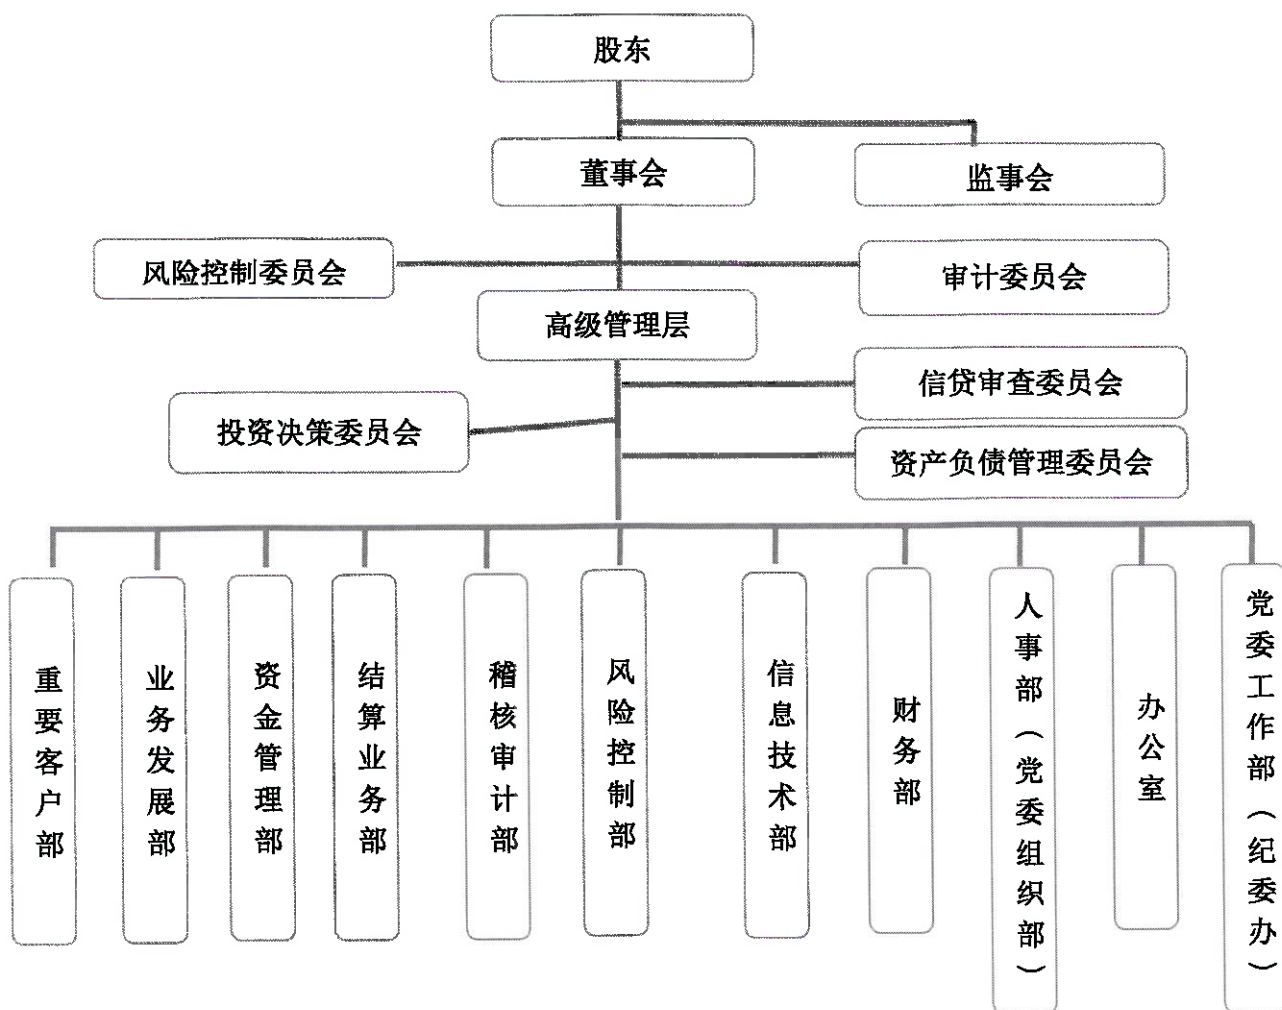 股东
董事会
监事会
风险控制委员会
审计委员会
高级管理层
信贷审查委员会
投资决策委员会
资产负债管理委员会
重要客户部
业务发展部
资金管理部
结算业务部
稽核审计部
风险控制部
信息技术部
财务部
人事部（党委组织部）
办公室
党委工作部（纪委办）